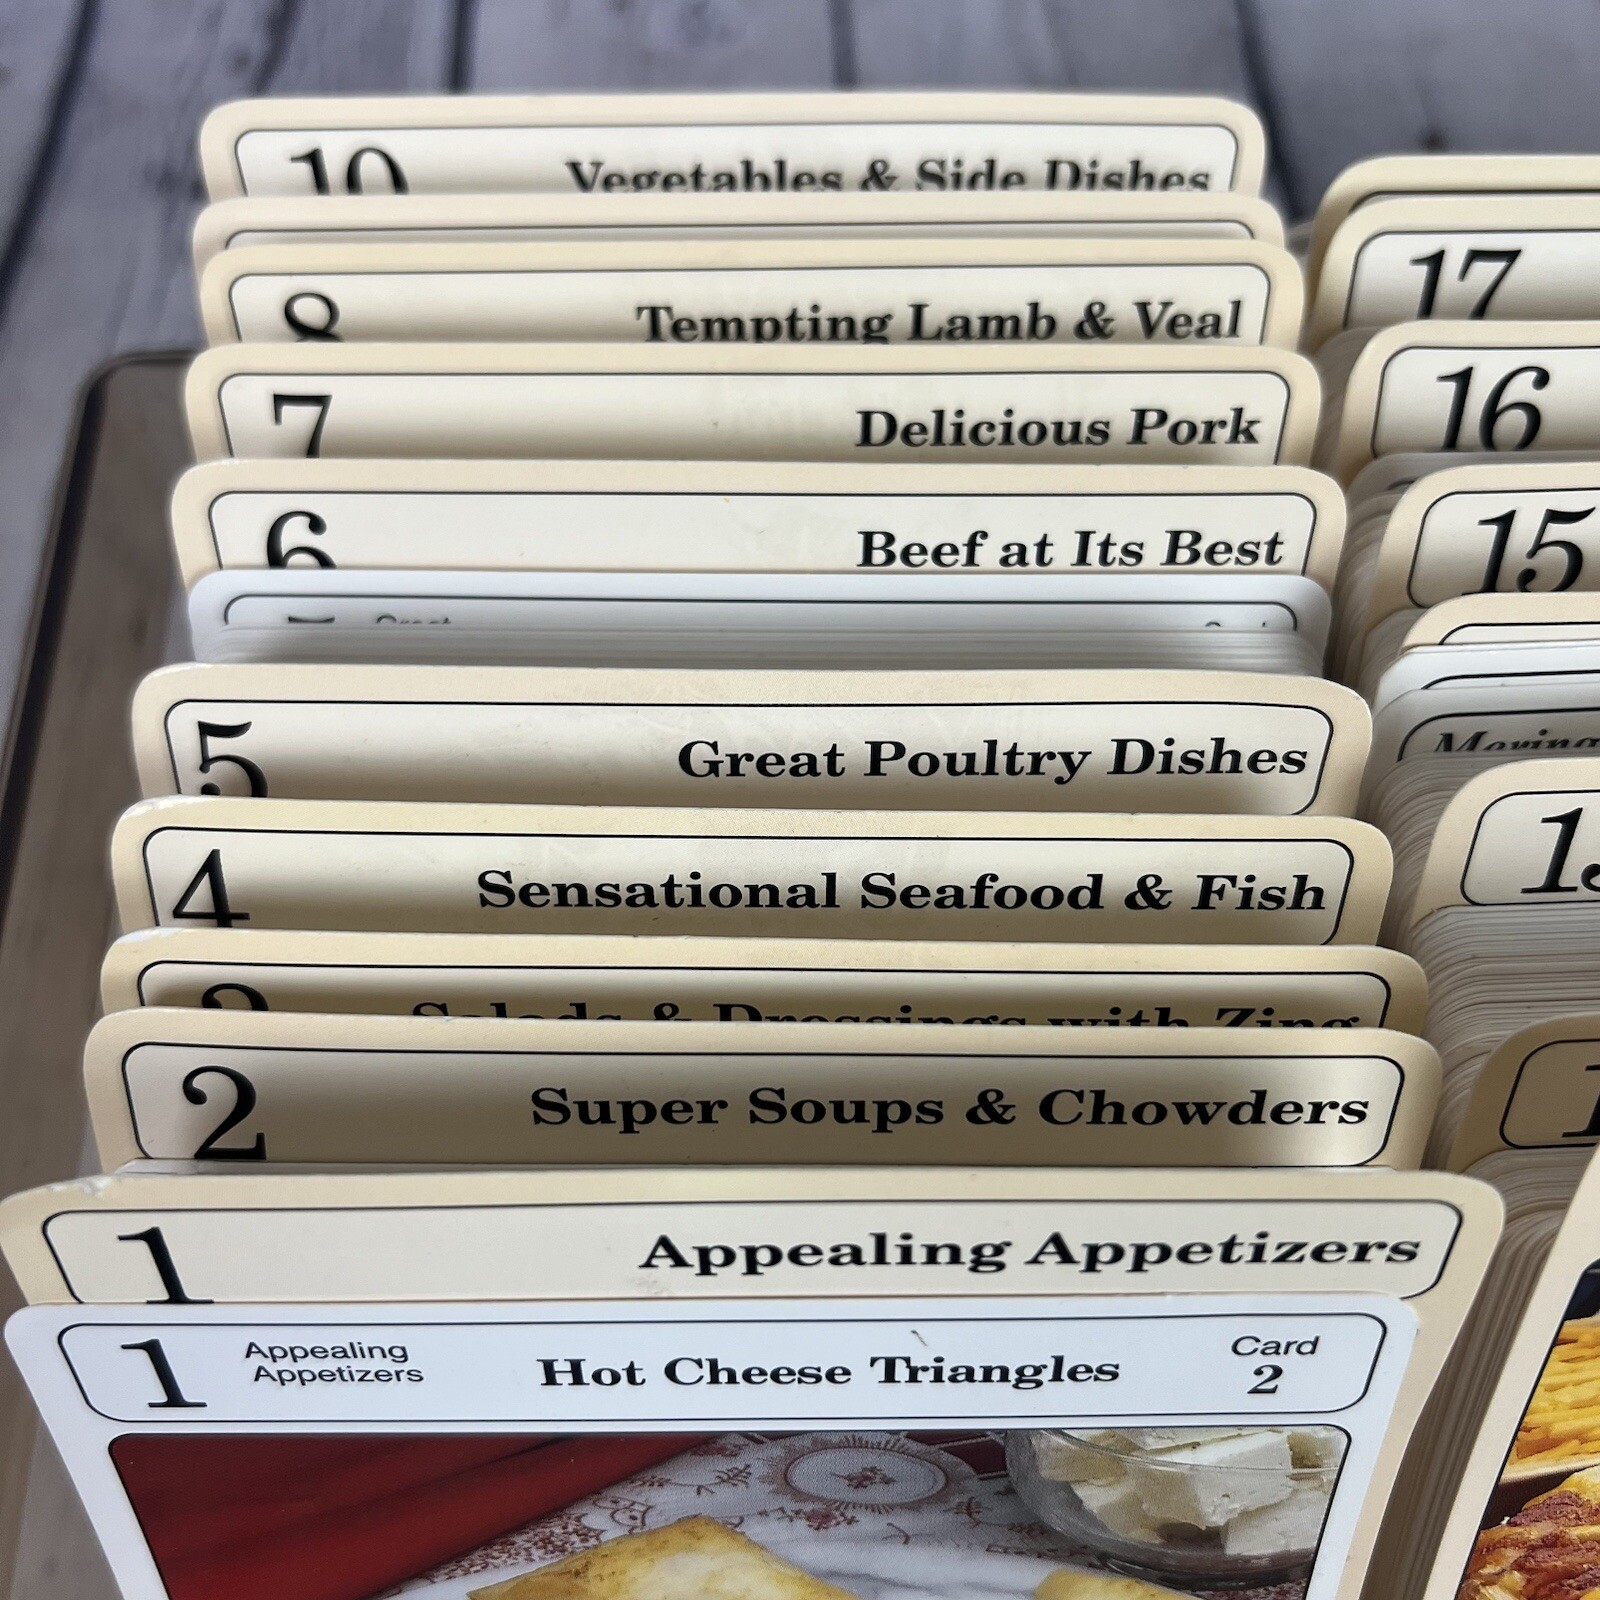 10 Vegetables & Side Dishes
8 Tempting Lamb & Veal
7 Delicious Pork
6 Beef at Its Best
Great
5 Great Poultry Dishes
4 Sensational Seafood & Fish
Salads & Dressings with Zing
2 Super Soups & Chowders
1 Appealing Appetizers
1 Appealing Appetizers Hot Cheese Triangles Card 2
17
16
15
Moving